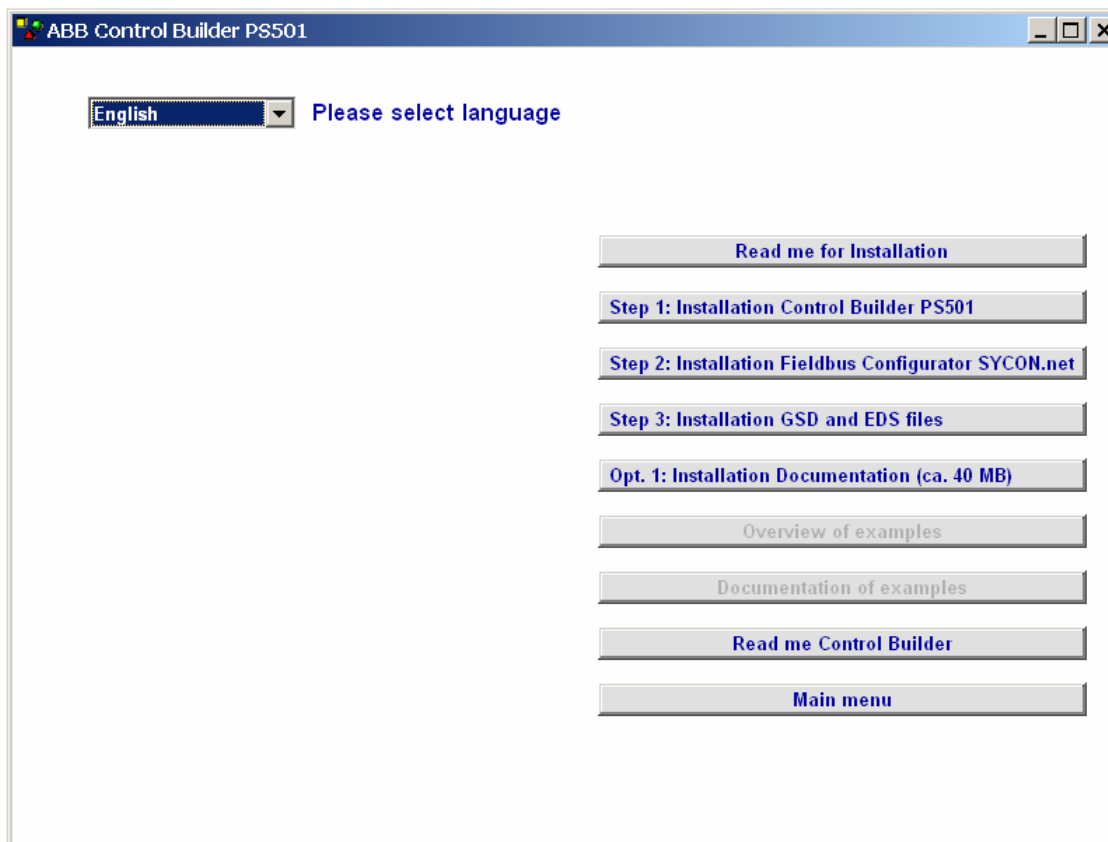 ABB Control Builder PS501
English
Please select language
Read me for Installation
Step 1: Installation Control Builder PS501
Step 2: Installation Fieldbus Configurator SYCON.net
Step 3: Installation GSD and EDS files
Opt. 1: Installation Documentation (ca. 40 MB)
Overview of examples
Documentation of examples
Read me Control Builder
Main menu